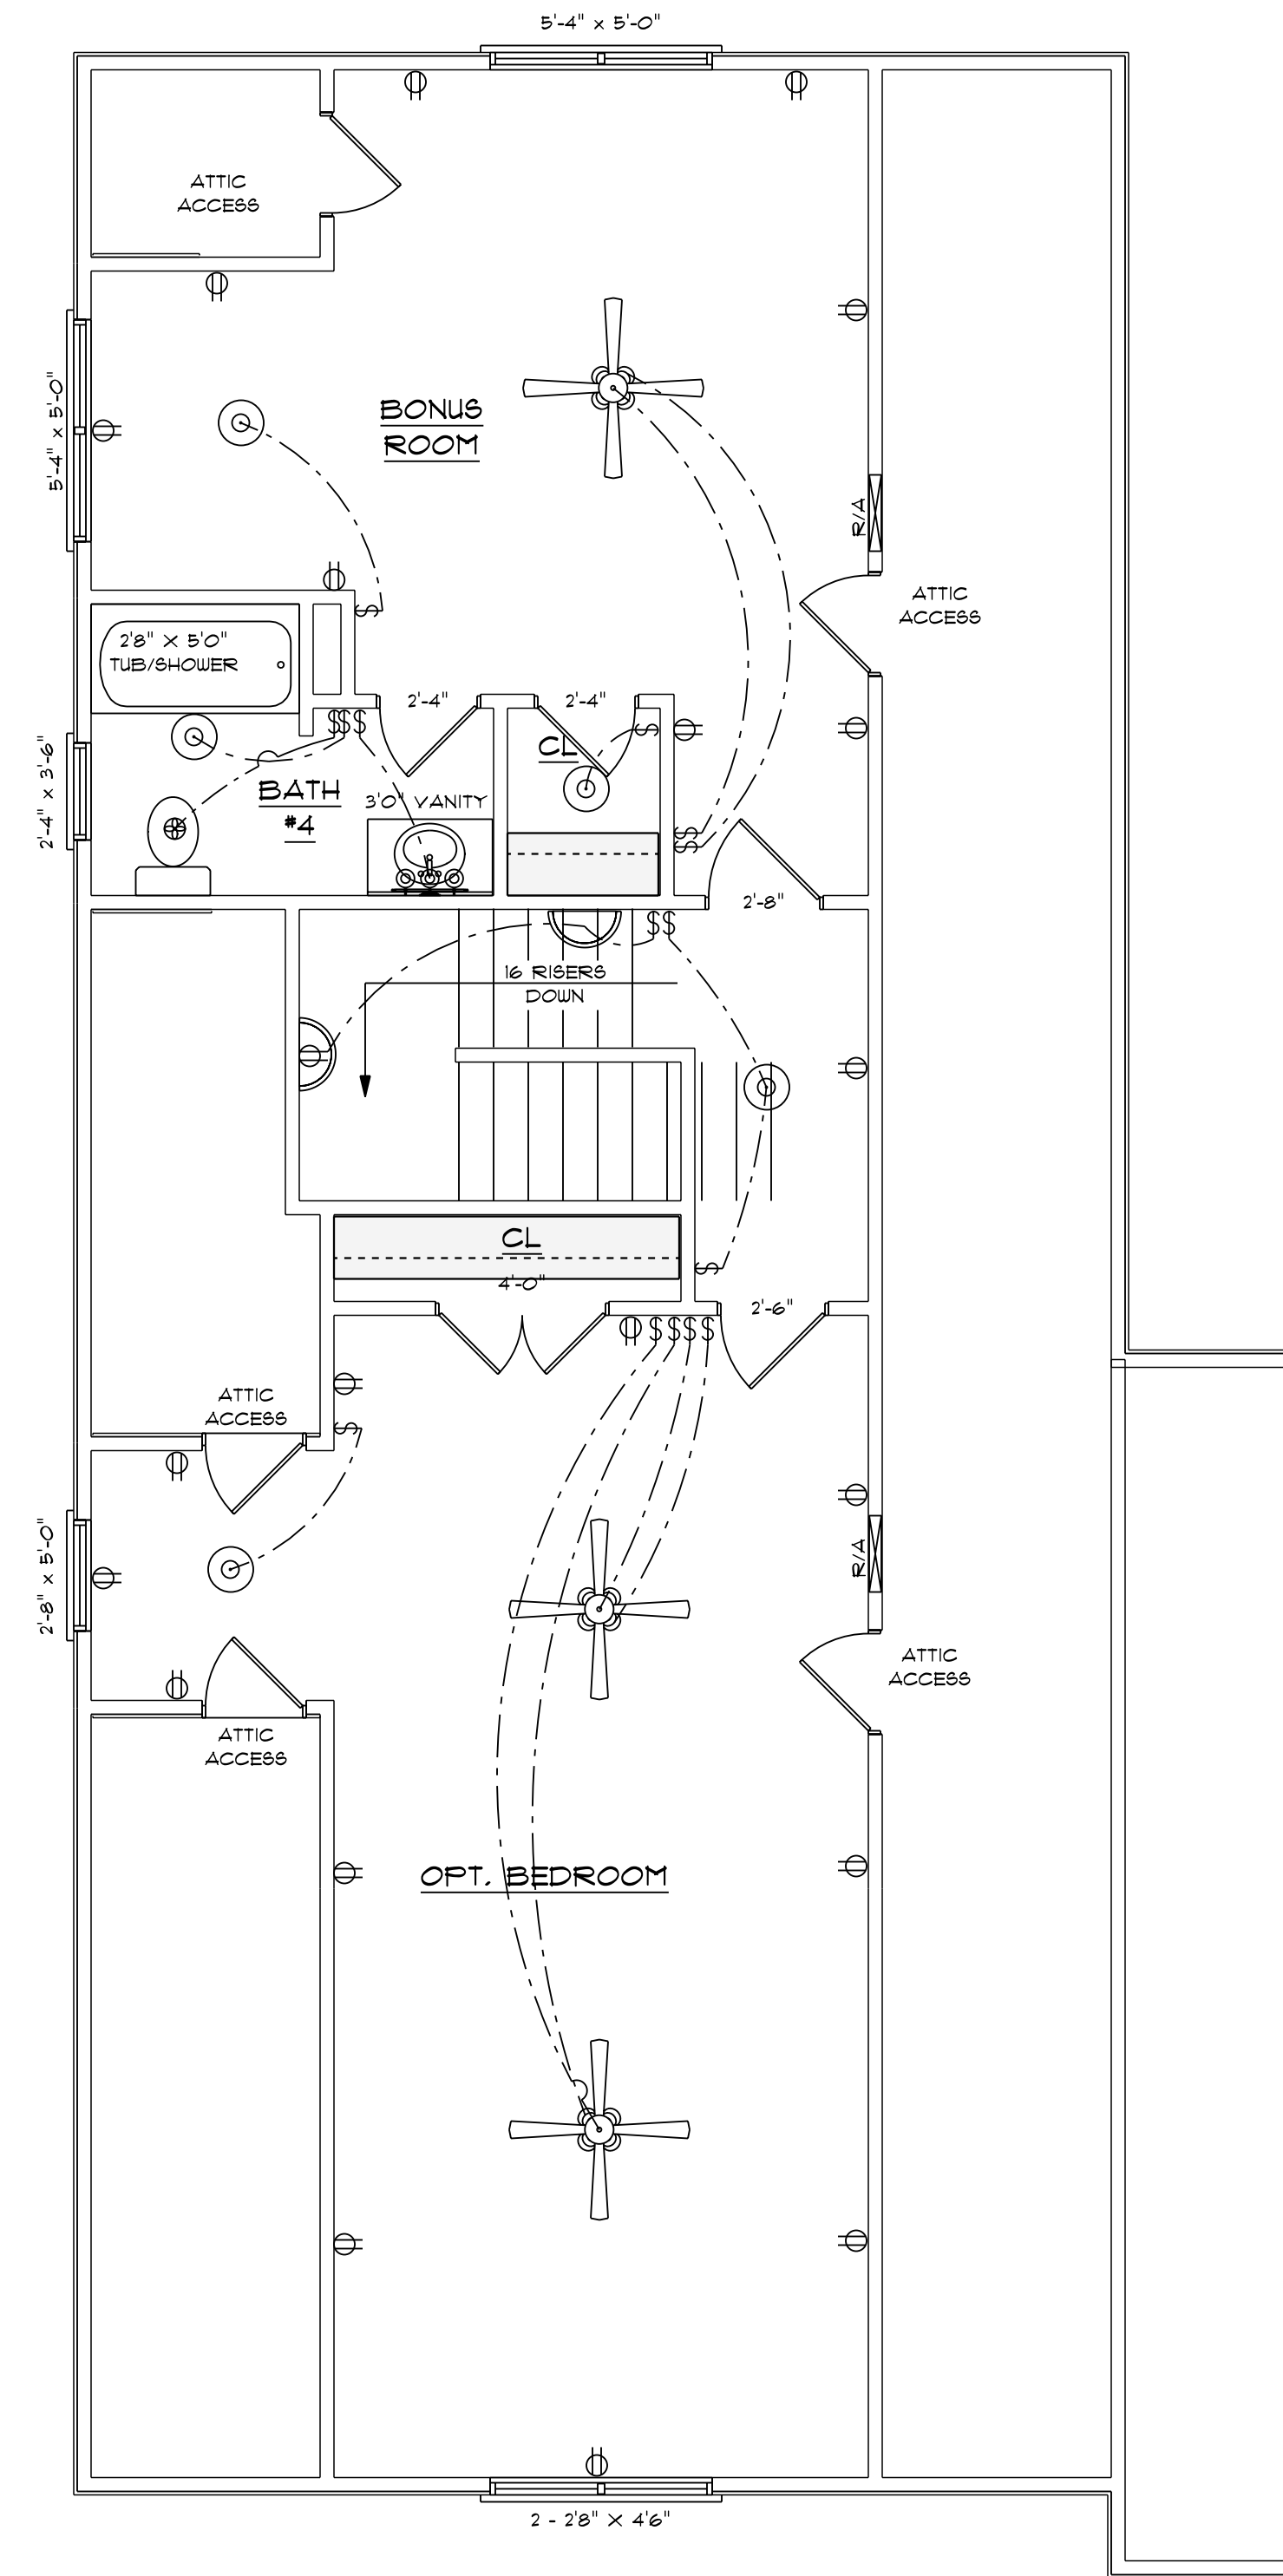 5'-4" x 5'-0"
ATTIC
ACCESS
5'-4" x 5'-0"
BONUS
ROOM
R/A
ATTIC
ACCESS
2'8" X 5'0"
TUB/SHOWER
2'-4"
2'-4"
$
$$$
$
CL
2'-4" x 3'-6"
BATH
#4
3'0" VANITY
$
$
2'-8"
$$
16 RISERS
DOWN
CL
4'-0"
$
2'-6"
$$$$
ATTIC
ACCESS
$
2'-8" x 5'-0"
R/A
ATTIC
ACCESS
ATTIC
ACCESS
OPT. BEDROOM
2 - 2'8" X 4'6"